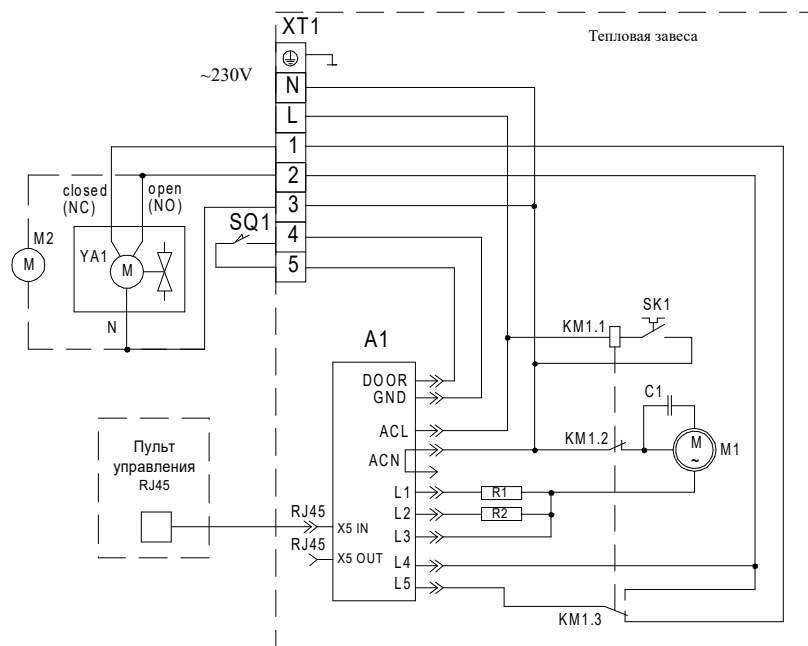 XT1
Тепловая завеса
~230V
N
L
1
closed
(NC)
open
(NO)
2
3
SQ1
4
5
M2
M
YA1
M
N
SK1
KM1.1
A1
DOOR
GND
C1
ACL
KM1.2
M
~
M1
ACN
Пульт
управления
RJ45
L1
R1
RJ45
L2
R2
X5 IN
L3
RJ45
X5 OUT
L4
L5
KM1.3